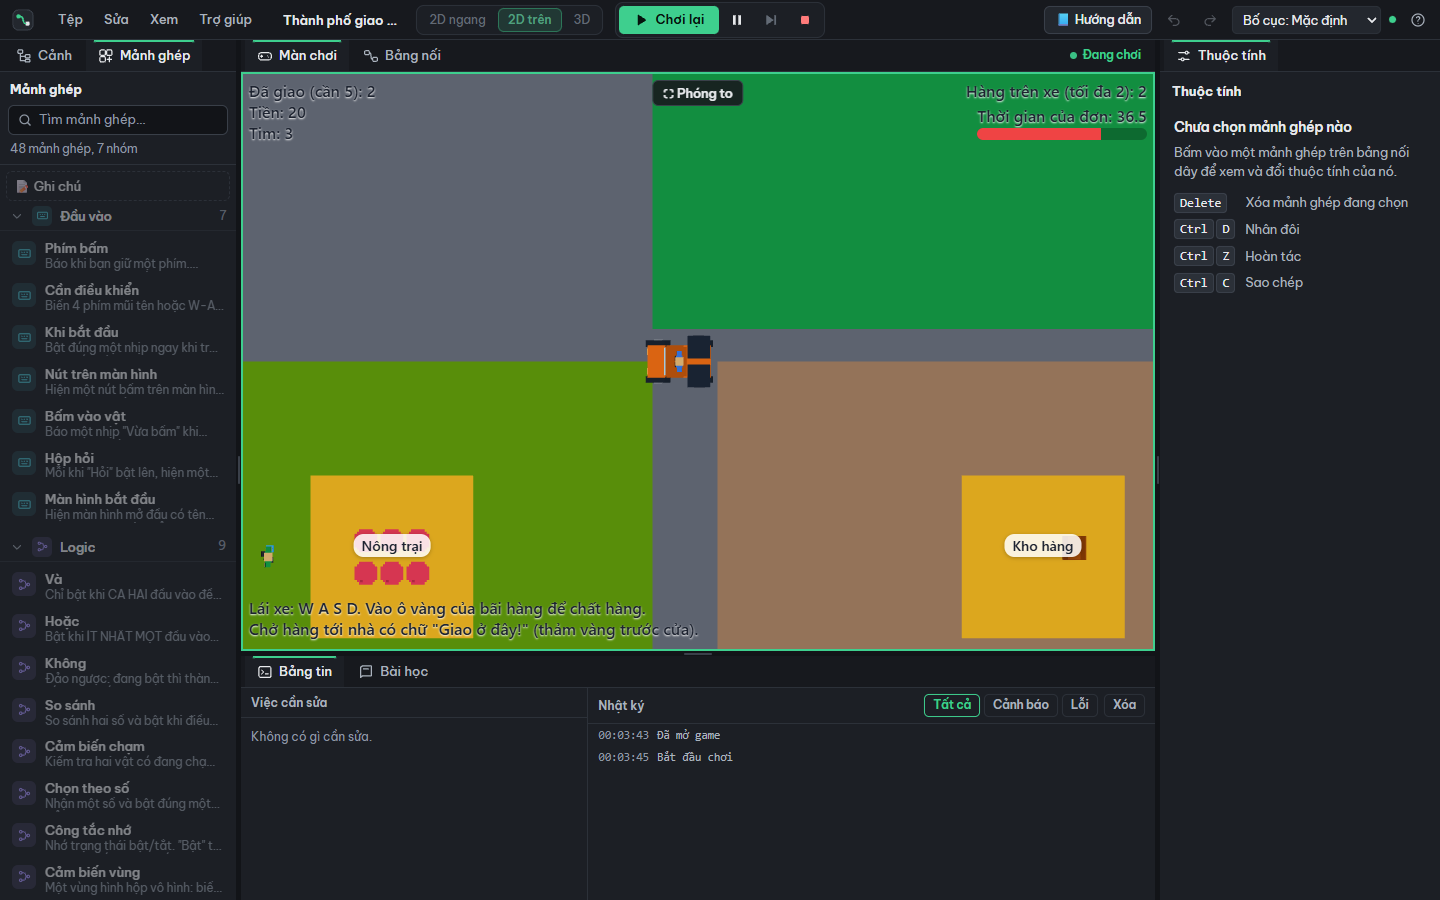 Tệp Sửa Xem Trợ giúp Thành phố giao ... 2D ngang 2D trên 3D Chơi lại Hướng dẫn Bố cục: Mặc định
Cảnh Mảnh ghép
Màn chơi Bảng nối Đang chơi
Thuộc tính
Mảnh ghép
Tìm mảnh ghép...
48 mảnh ghép, 7 nhóm
Ghi chú
Đầu vào 7
Phím bấm
Báo khi bạn giữ một phím....
Cần điều khiển
Biến 4 phím mũi tên hoặc W-A...
Khi bắt đầu
Bật đúng một nhịp ngay khi tr...
Nút trên màn hình
Hiện một nút bấm trên màn hìn...
Bấm vào vật
Báo một nhịp "Vừa bấm" khi...
Hộp hỏi
Mỗi khi "Hỏi" bật lên, hiện một...
Màn hình bắt đầu
Hiện màn hình mở đầu có tên...
Logic 9
Và
Chỉ bật khi CẢ HAI đầu vào đề...
Hoặc
Bật khi ÍT NHẤT MỘT đầu vào...
Không
Đảo ngược: đang bật thì thàn...
So sánh
So sánh hai số và bật khi điều...
Cảm biến chạm
Kiểm tra hai vật có đang chạ...
Chọn theo số
Nhận một số và bật đúng một...
Công tắc nhớ
Nhớ trạng thái bật/tắt. "Bật" t...
Cảm biến vùng
Một vùng hình hộp vô hình: biế...
Đã giao (cần 5): 2
Tiền: 20
Tim: 3
Phóng to
Hàng trên xe (tối đa 2): 2
Thời gian của đơn: 36.5
Nông trại
Kho hàng
Lái xe: W A S D. Vào ô vàng của bãi hàng để chất hàng.
Chở hàng tới nhà có chữ "Giao ở đây!" (thảm vàng trước cửa).
Bảng tin Bài học
Việc cần sửa
Không có gì cần sửa.
Nhật ký Tất cả Cảnh báo Lỗi Xóa
00:03:43 Đã mở game
00:03:45 Bắt đầu chơi
Thuộc tính
Chưa chọn mảnh ghép nào
Bấm vào một mảnh ghép trên bảng nối
dây để xem và đổi thuộc tính của nó.
Delete Xóa mảnh ghép đang chọn
Ctrl D Nhân đôi
Ctrl Z Hoàn tác
Ctrl C Sao chép